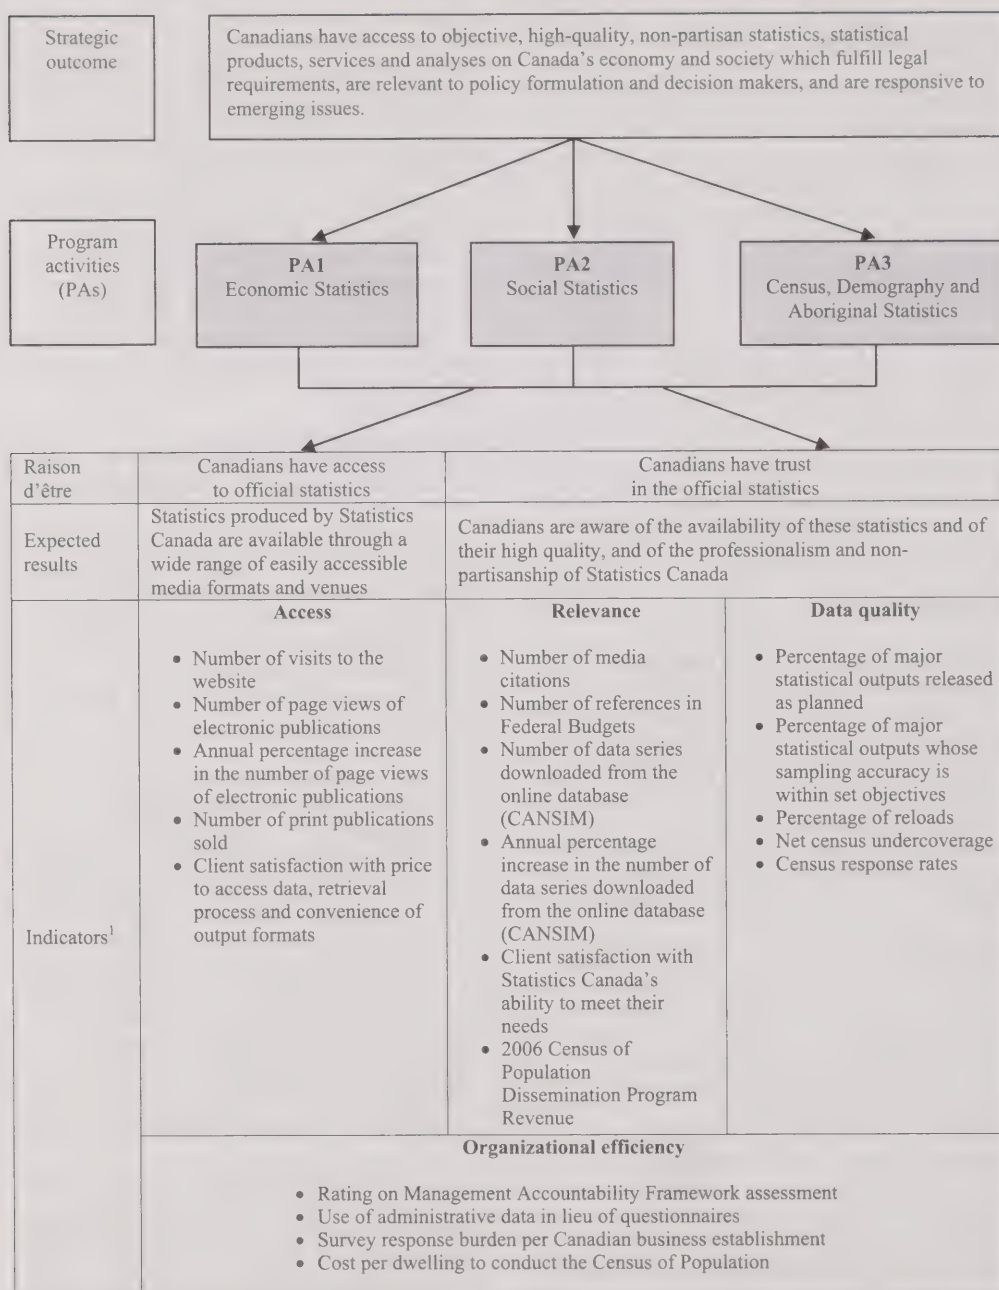 Strategic
outcome
Canadians have access to objective, high-quality, non-partisan statistics, statistical
products, services and analyses on Canada's economy and society which fulfill legal
requirements, are relevant to policy formulation and decision makers, and are responsive to
emerging issues.
Program
activities
(PAs)
PA1
Economic Statistics
PA2
Social Statistics
PA3
Census, Demography and
Aboriginal Statistics
Raison
d'être
Canadians have access
to official statistics
Canadians have trust
in the official statistics
Expected
results
Statistics produced by Statistics
Canada are available through a
wide range of easily accessible
media formats and venues
Canadians are aware of the availability of these statistics and of
their high quality, and of the professionalism and non-
partisanship of Statistics Canada
Indicators¹
Access
• Number of visits to the
website
• Number of page views of
electronic publications
• Annual percentage increase
in the number of page views
of electronic publications
• Number of print publications
sold
• Client satisfaction with price
to access data, retrieval
process and convenience of
output formats
Relevance
• Number of media
citations
• Number of references in
Federal Budgets
• Number of data series
downloaded from the
online database
(CANSIM)
• Annual percentage
increase in the number of
data series downloaded
from the online database
(CANSIM)
• Client satisfaction with
Statistics Canada's
ability to meet their
needs
• 2006 Census of
Population
Dissemination Program
Revenue
Data quality
• Percentage of major
statistical outputs released
as planned
• Percentage of major
statistical outputs whose
sampling accuracy is
within set objectives
• Percentage of reloads
• Net census undercoverage
• Census response rates
Organizational efficiency
• Rating on Management Accountability Framework assessment
• Use of administrative data in lieu of questionnaires
• Survey response burden per Canadian business establishment
• Cost per dwelling to conduct the Census of Population